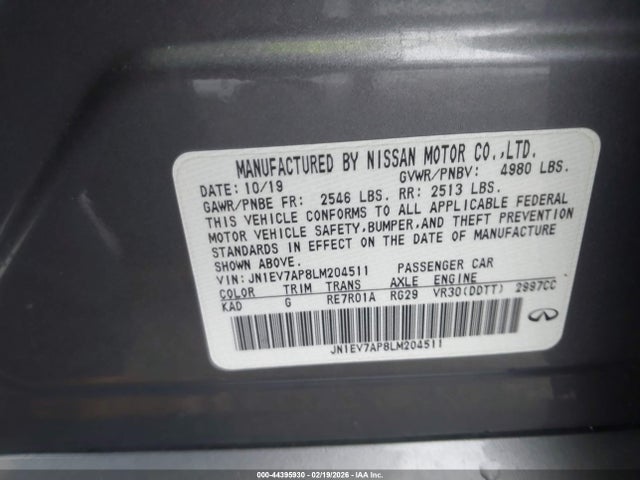 MANUFACTURED BY NISSAN MOTOR CO.,LTD.
DATE: 10/19 GVWR/PNBV: 4980 LBS.
GAWR/PNBE FR: 2546 LBS. RR: 2513 LBS.
THIS VEHICLE CONFORMS TO ALL APPLICABLE FEDERAL
MOTOR VEHICLE SAFETY, BUMPER, AND THEFT PREVENTION
STANDARDS IN EFFECT ON THE DATE OF MANUFACTURE
SHOWN ABOVE.
VIN: JN1EV7AP8LM204511 PASSENGER CAR
COLOR TRIM TRANS AXLE ENGINE
KAD G RE7R01A RG29 VR30(DDTT) 2997CC
JN1EV7AP8LM204511
000-44395930 - 02/19/2026 - IAA Inc.